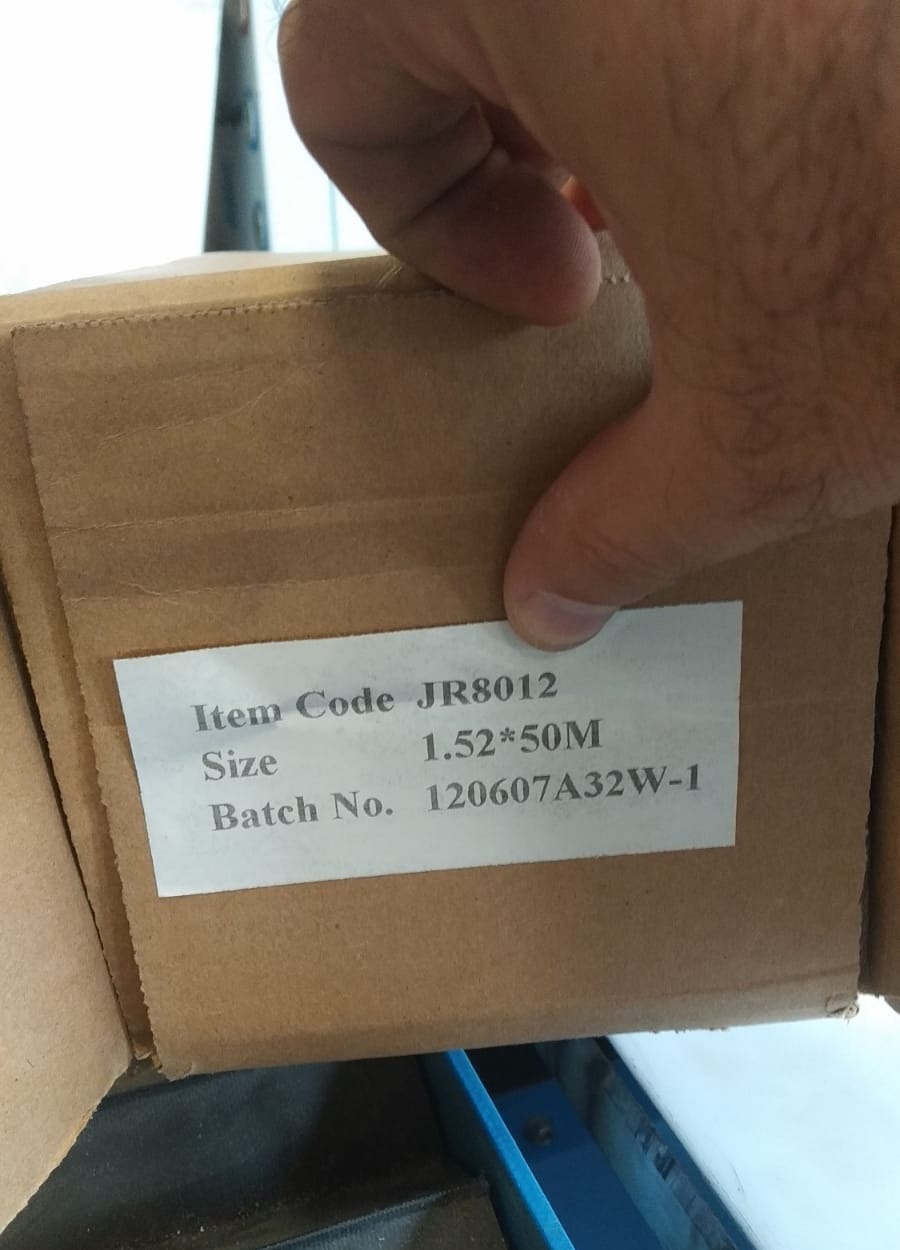 Item Code JR8012
Size 1.52*50M
Batch No. 120607A32W-1